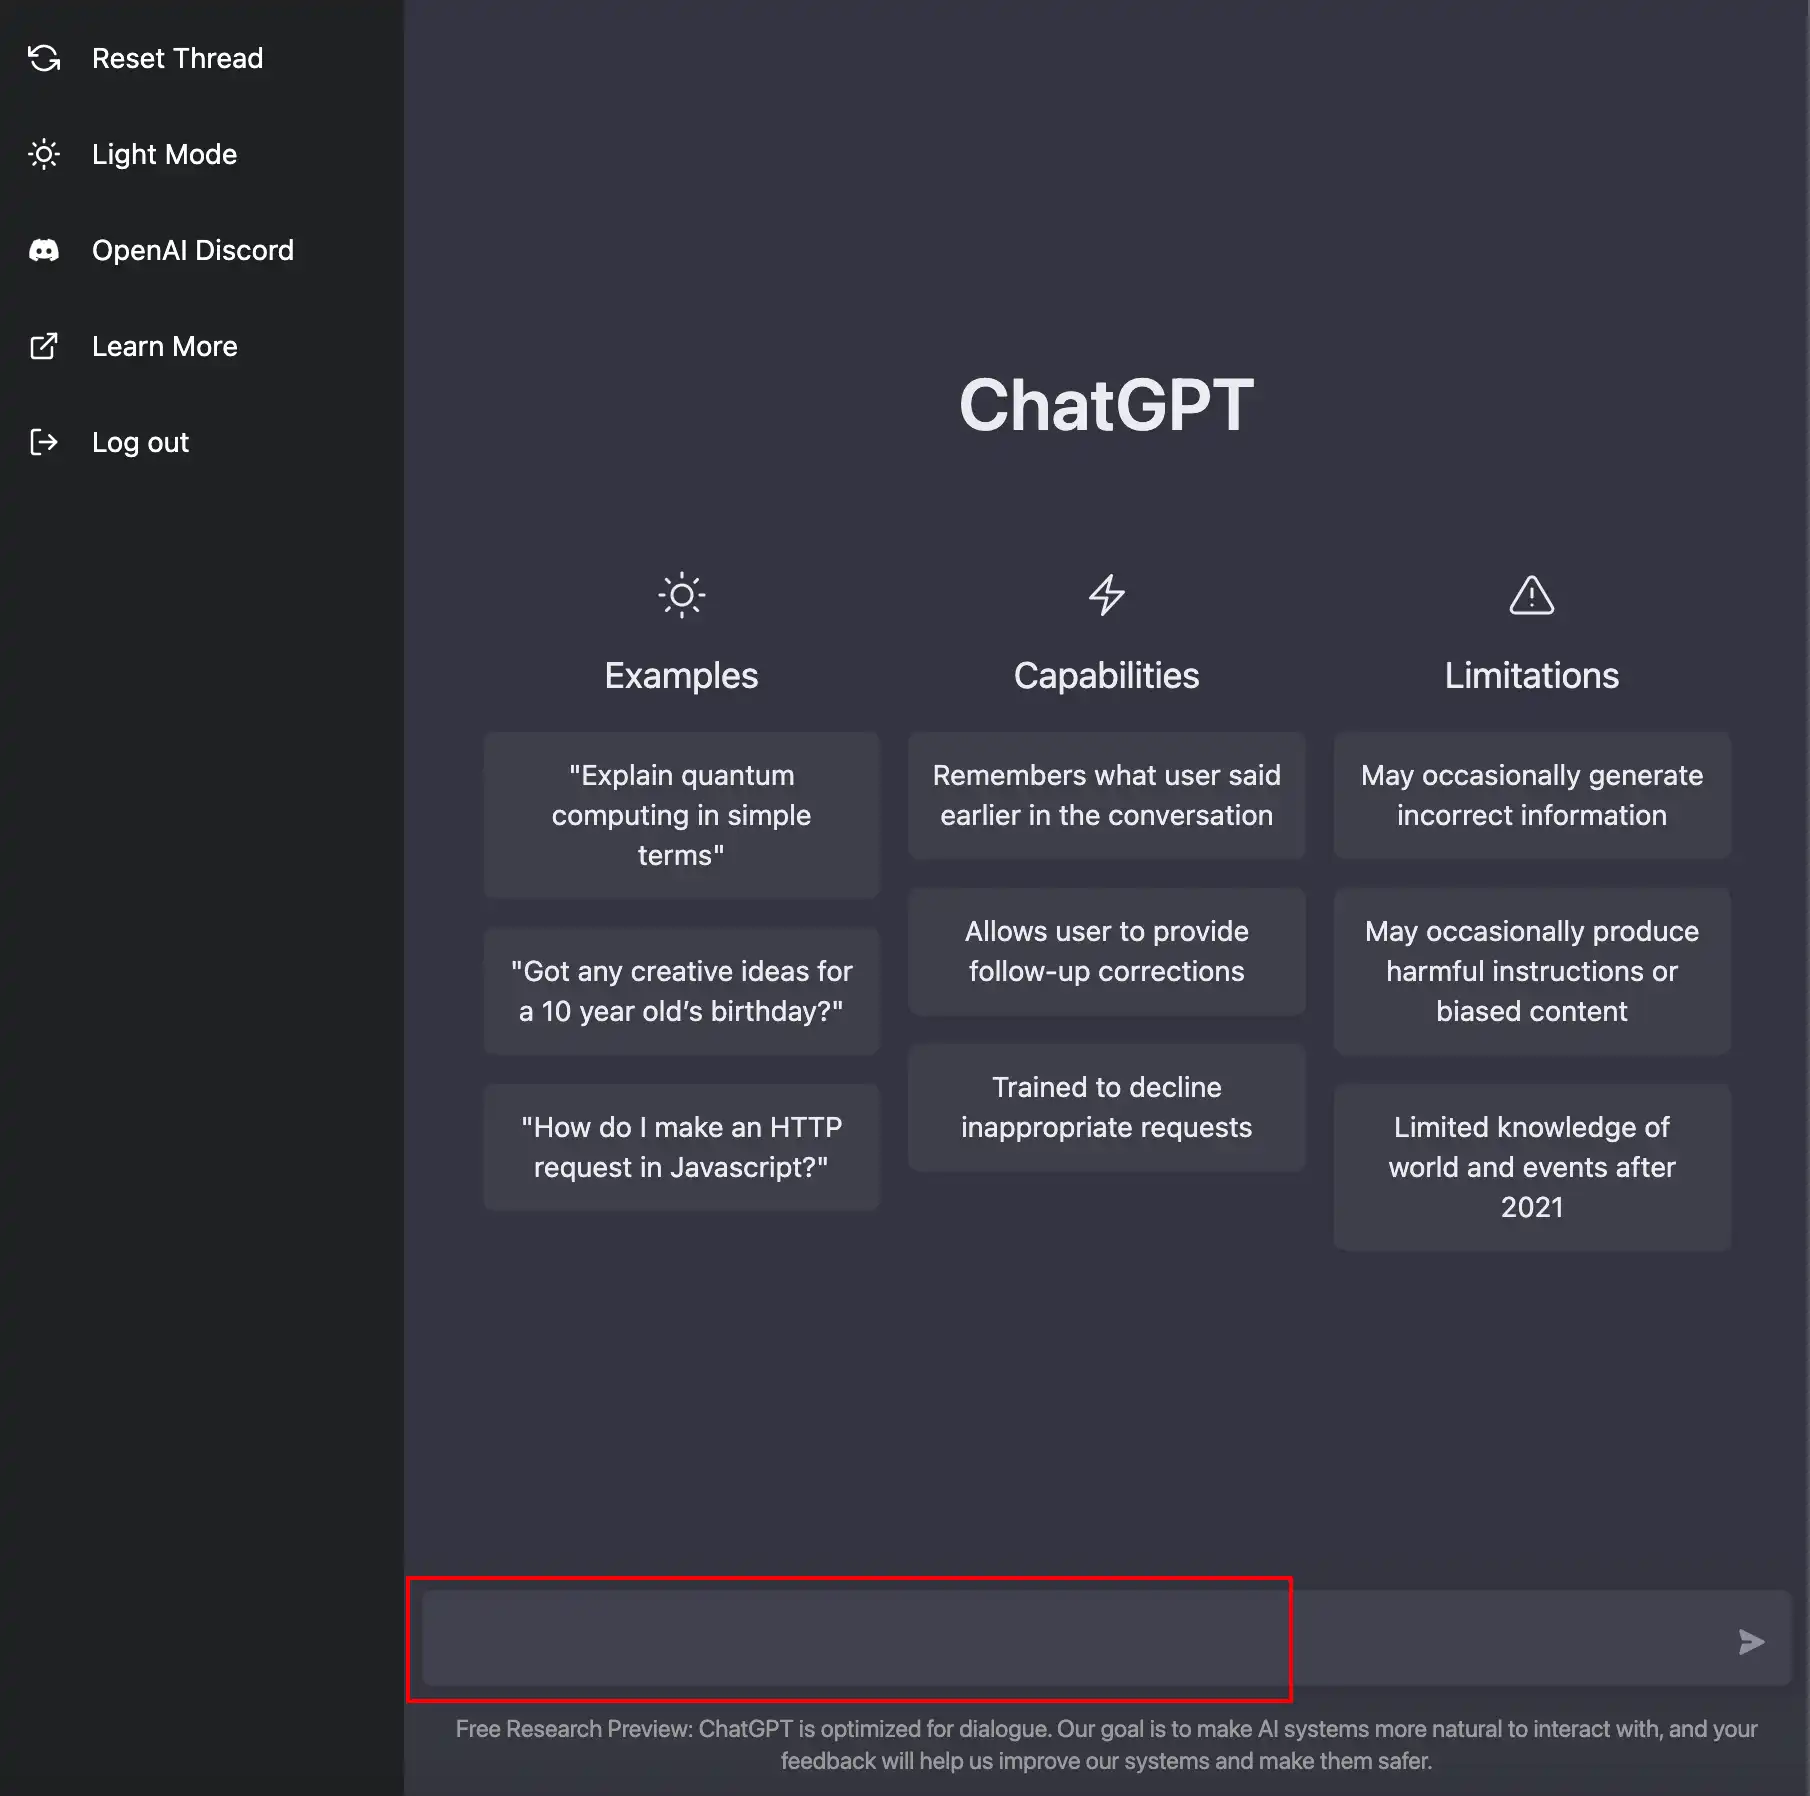 Reset Thread
Light Mode
OpenAI Discord
Learn More
Log out
ChatGPT
Examples
"Explain quantum
computing in simple
terms"
"Got any creative ideas for
a 10 year old’s birthday?"
"How do I make an HTTP
request in Javascript?"
Capabilities
Remembers what user said
earlier in the conversation
Allows user to provide
follow-up corrections
Trained to decline
inappropriate requests
Limitations
May occasionally generate
incorrect information
May occasionally produce
harmful instructions or
biased content
Limited knowledge of
world and events after
2021
Free Research Preview: ChatGPT is optimized for dialogue. Our goal is to make AI systems more natural to interact with, and your
feedback will help us improve our systems and make them safer.